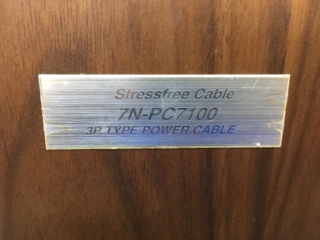 Stressfree Cable
7N-PC7100
3P TYPE POWER CABLE